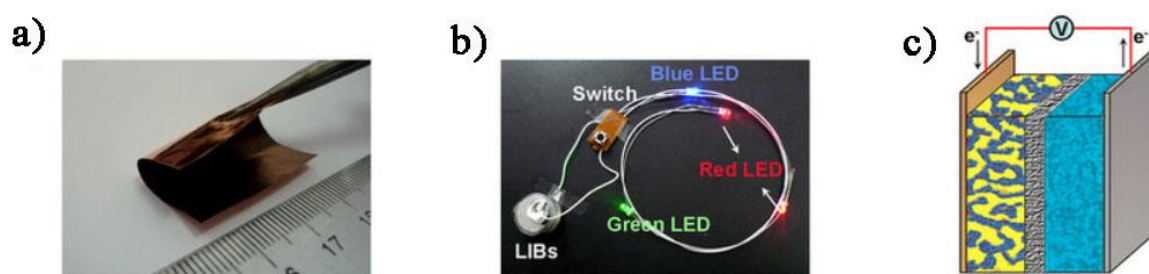 a)
b)
c)
Blue LED
Switch
Red LED
Green LED
LIBs
17
e-
V
e-